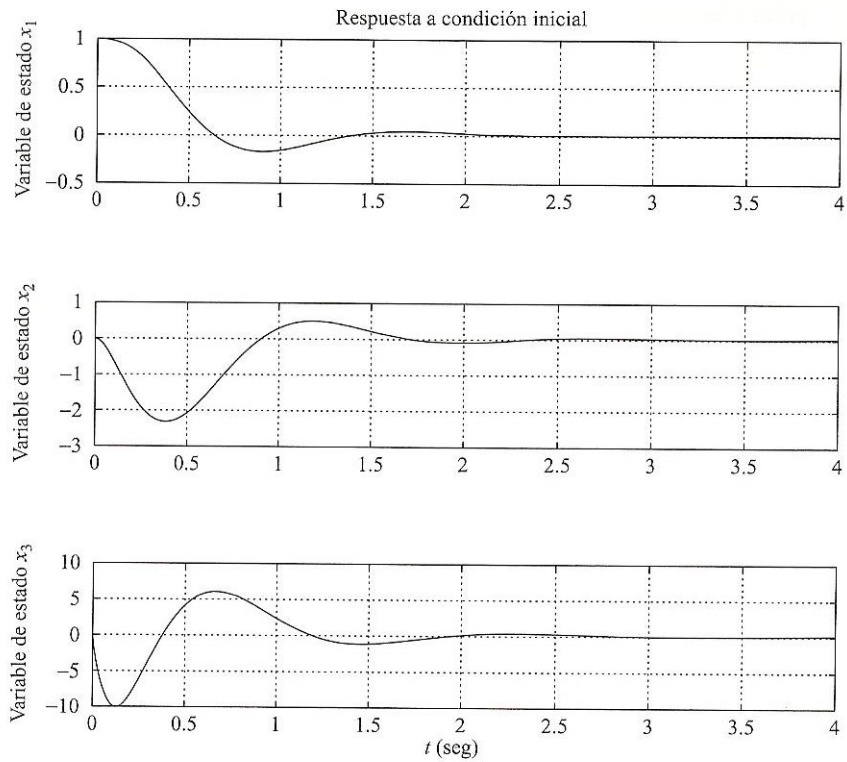 Respuesta a condición inicial
Variable de estado x₁
1
0.5
0
–0.5
0 0.5 1 1.5 2 2.5 3 3.5 4
Variable de estado x₂
1
0
–1
–2
–3
0 0.5 1 1.5 2 2.5 3 3.5 4
Variable de estado x₃
10
5
0
–5
–10
0 0.5 1 1.5 2 2.5 3 3.5 4
t (seg)